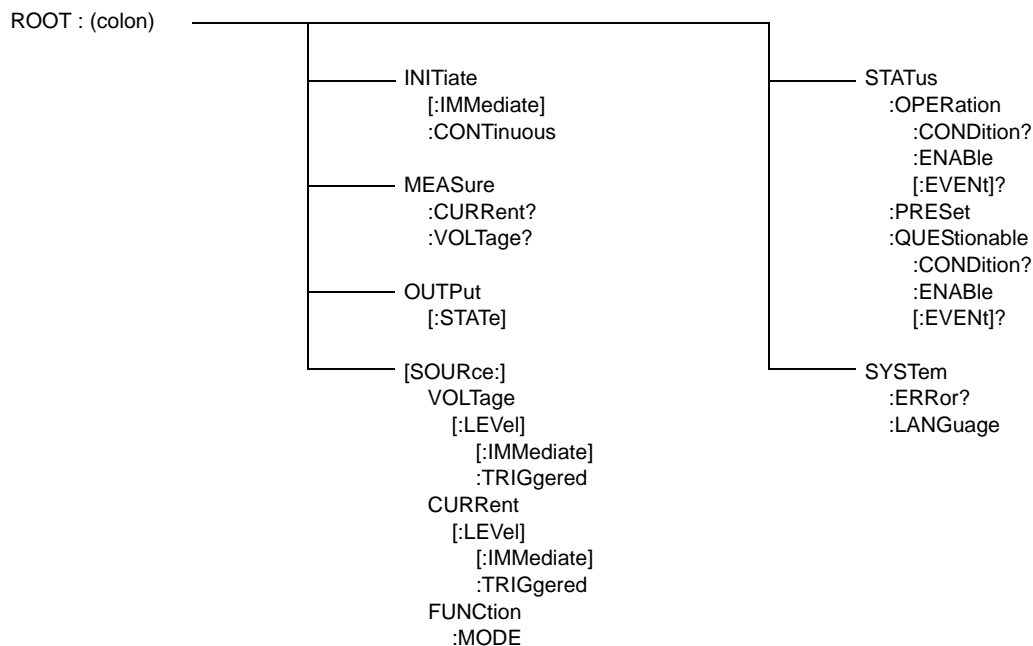 ROOT : (colon)
INITiate
[:IMMediate]
:CONTinuous
MEASure
:CURRent?
:VOLTage?
OUTPut
[:STATe]
[SOURce:]
VOLTage
[:LEVel]
[:IMMediate]
:TRIGgered
CURRent
[:LEVel]
[:IMMediate]
:TRIGgered
FUNCtion
:MODE
STATus
:OPERation
:CONDition?
:ENABle
[:EVENt]?
:PRESet
:QUEStionable
:CONDition?
:ENABle
[:EVENt]?
SYSTem
:ERRor?
:LANGuage